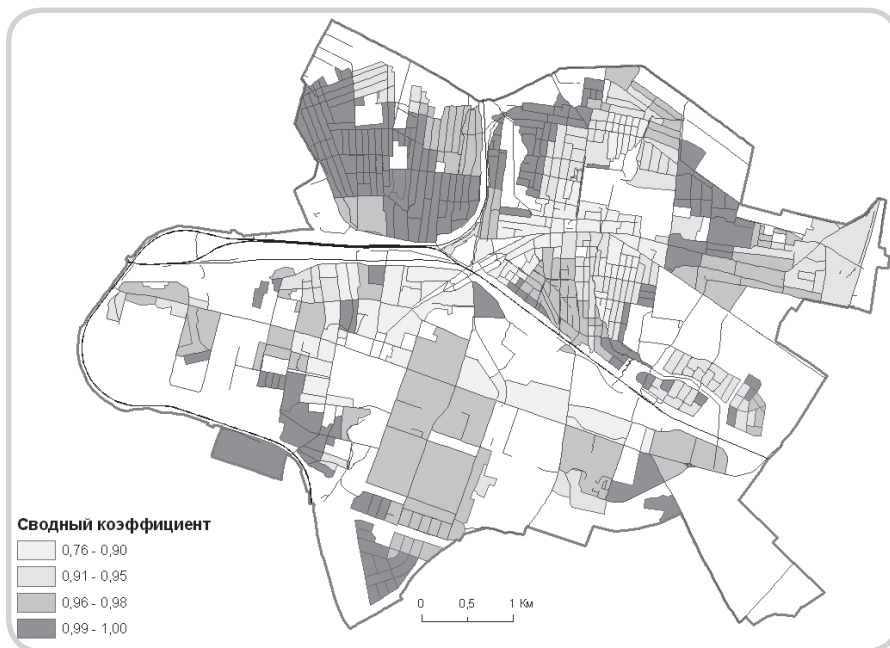 Сводный коэффициент
0,76 - 0,90
0,91 - 0,95
0,96 - 0,98
0,99 - 1,00
0 0,5 1 Км